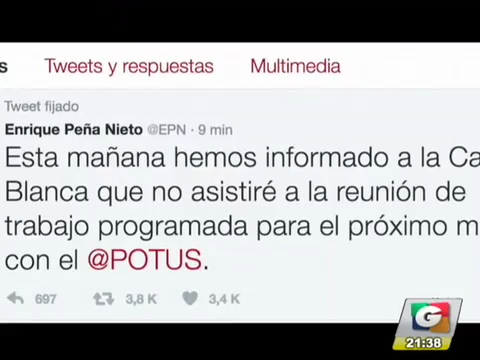 s Tweets y respuestas Multimedia
Tweet fijado
Enrique Peña Nieto @EPN · 9 min
Esta mañana hemos informado a la Ca
Blanca que no asistiré a la reunión de
trabajo programada para el próximo m
con el @POTUS.
697 3,8 K 3,4 K
G
21:38